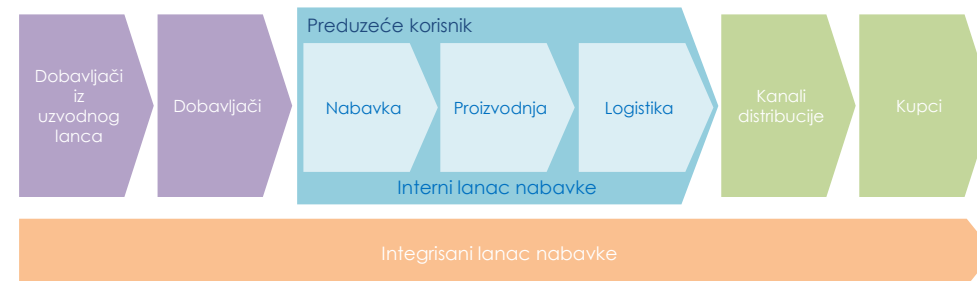 Preduzeće korisnik
Dobavljači
iz
uzvodnog
lanca
Dobavljači
Nabavka
Proizvodnja
Logistika
Interni lanac nabavke
Kanali
distribucije
Kupci
Integrisani lanac nabavke